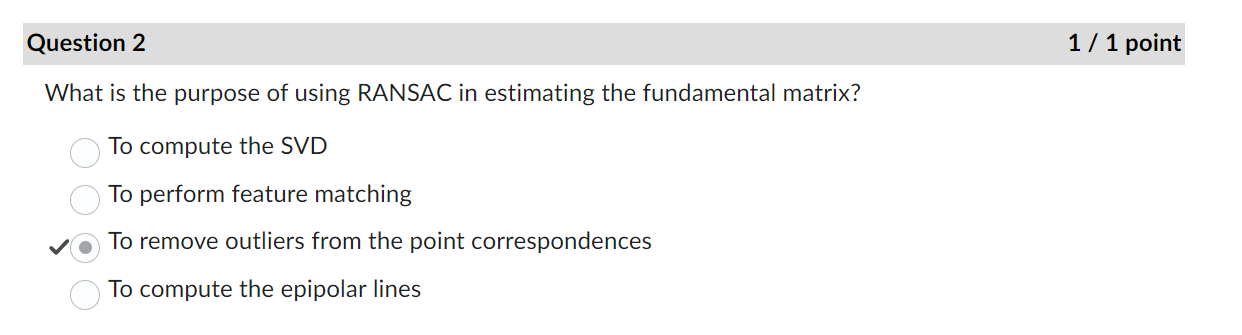 Question 2 1 / 1 point
What is the purpose of using RANSAC in estimating the fundamental matrix?
To compute the SVD
To perform feature matching
To remove outliers from the point correspondences
To compute the epipolar lines